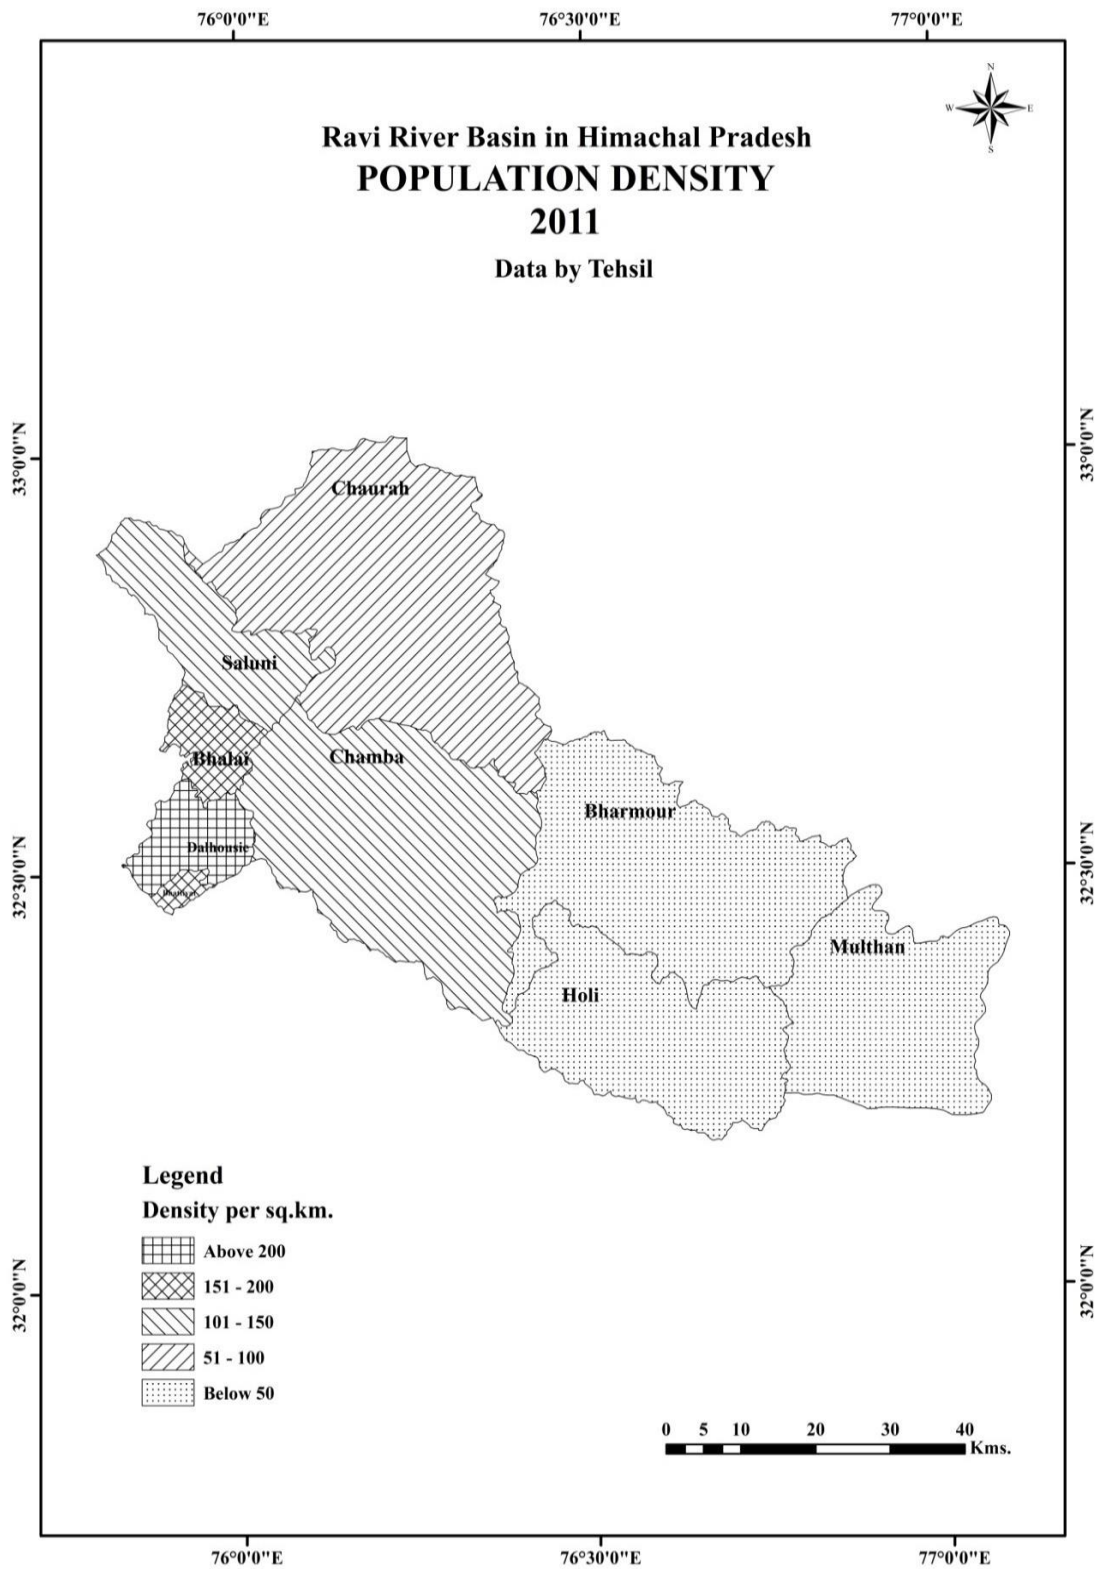 76°0'0"E 76°30'0"E 77°0'0"E
N
W E
S
Ravi River Basin in Himachal Pradesh
POPULATION DENSITY
2011
Data by Tehsil
33°0'0"N 33°0'0"N
Chaurah
Saluni
Bhalai
Chamba
Bharmour
Dalhousie
32°30'0"N 32°30'0"N
Multhan
Holi
Legend
Density per sq.km.
Above 200
151 - 200
101 - 150
51 - 100
Below 50
32°0'0"N 32°0'0"N
0 5 10 20 30 40
Kms.
76°0'0"E 76°30'0"E 77°0'0"E